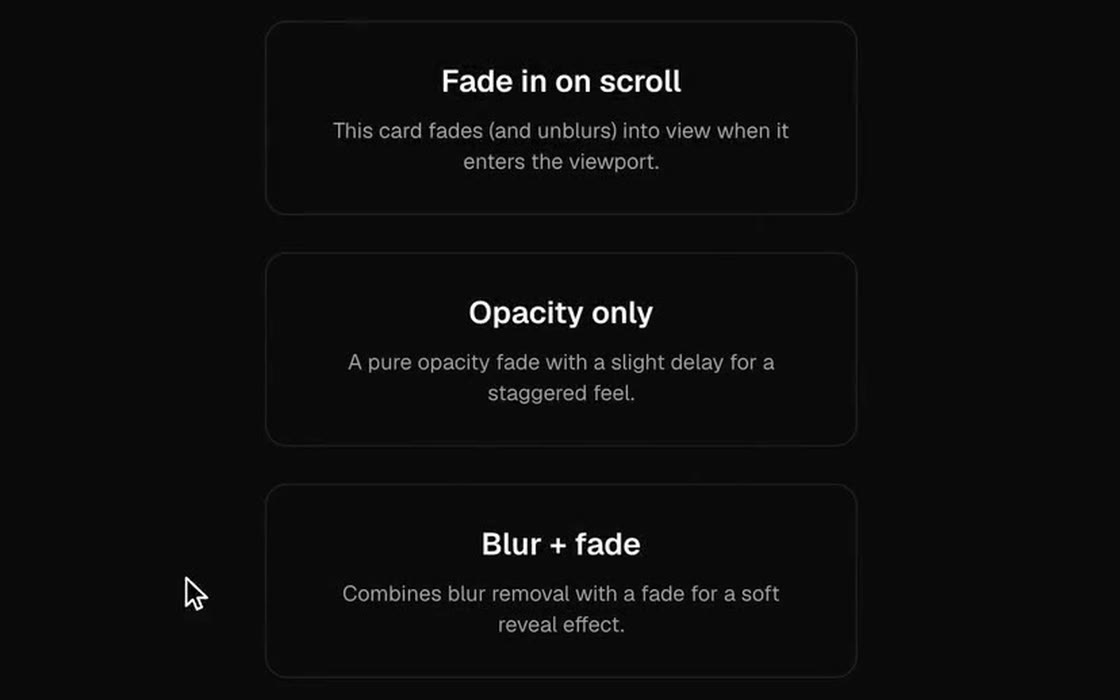 Fade in on scroll
This card fades (and unblurs) into view when it
enters the viewport.
Opacity only
A pure opacity fade with a slight delay for a
staggered feel.
Blur + fade
Combines blur removal with a fade for a soft
reveal effect.